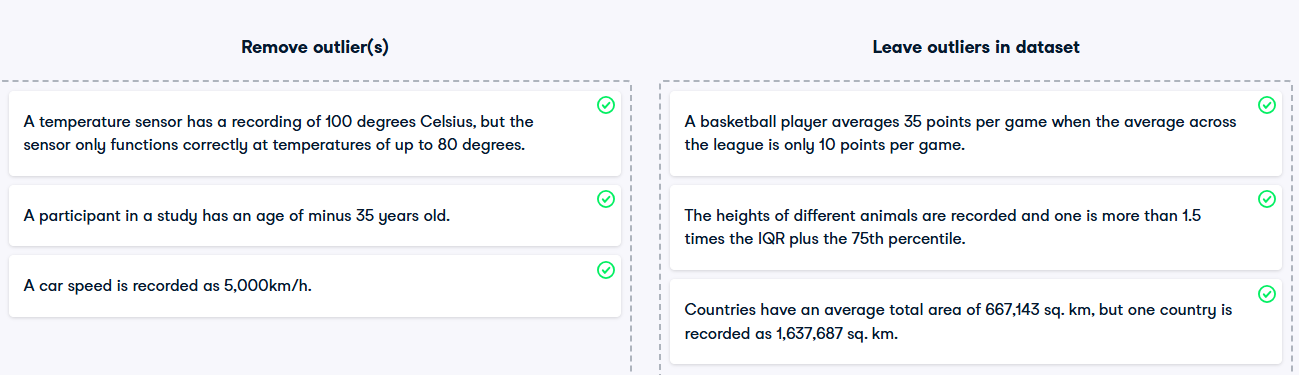 Remove outlier(s)
A temperature sensor has a recording of 100 degrees Celsius, but the
sensor only functions correctly at temperatures of up to 80 degrees.
A participant in a study has an age of minus 35 years old.
A car speed is recorded as 5,000km/h.
Leave outliers in dataset
A basketball player averages 35 points per game when the average across
the league is only 10 points per game.
The heights of different animals are recorded and one is more than 1.5
times the IQR plus the 75th percentile.
Countries have an average total area of 667,143 sq. km, but one country is
recorded as 1,637,687 sq. km.